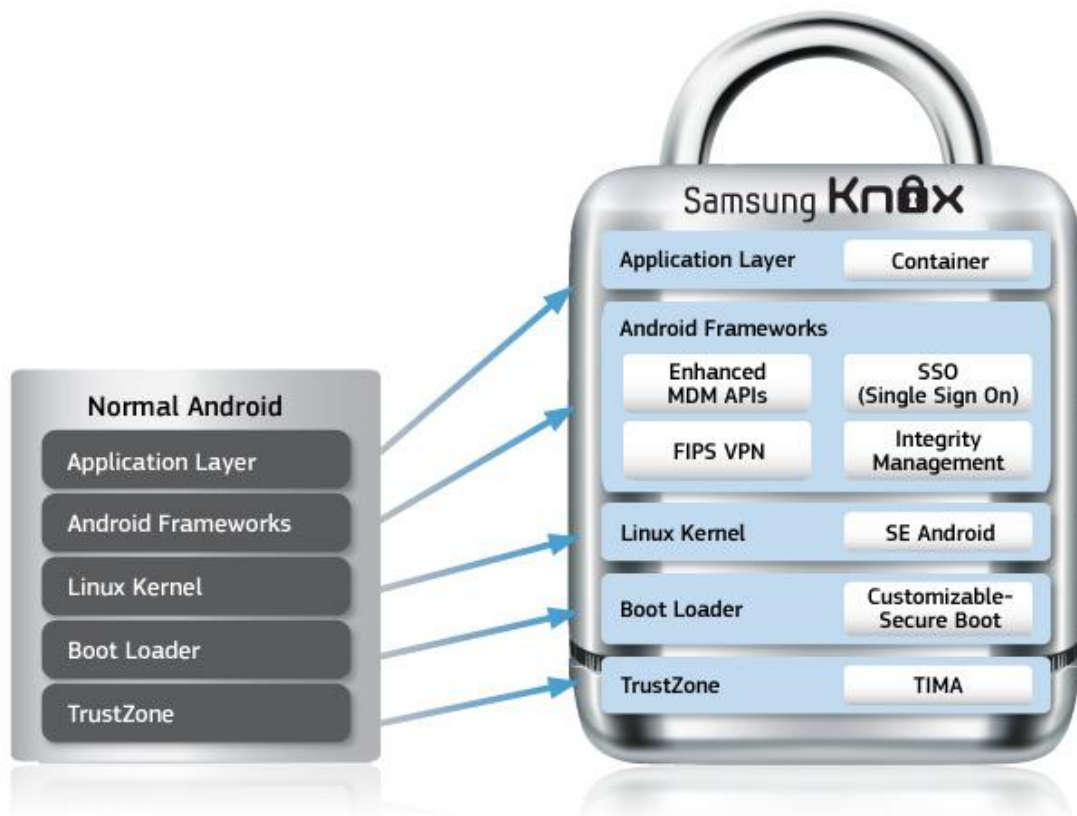 Normal Android
Application Layer
Android Frameworks
Linux Kernel
Boot Loader
TrustZone
Samsung Knox
Application Layer
Container
Android Frameworks
Enhanced
MDM APIs
SSO
(Single Sign On)
FIPS VPN
Integrity
Management
Linux Kernel
SE Android
Boot Loader
Customizable-
Secure Boot
TrustZone
TIMA